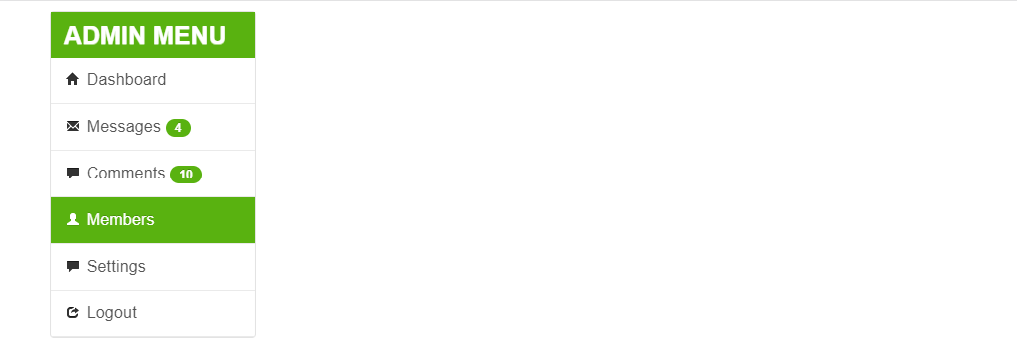 ADMIN MENU
Dashboard
Messages 4
Comments 10
Members
Settings
Logout